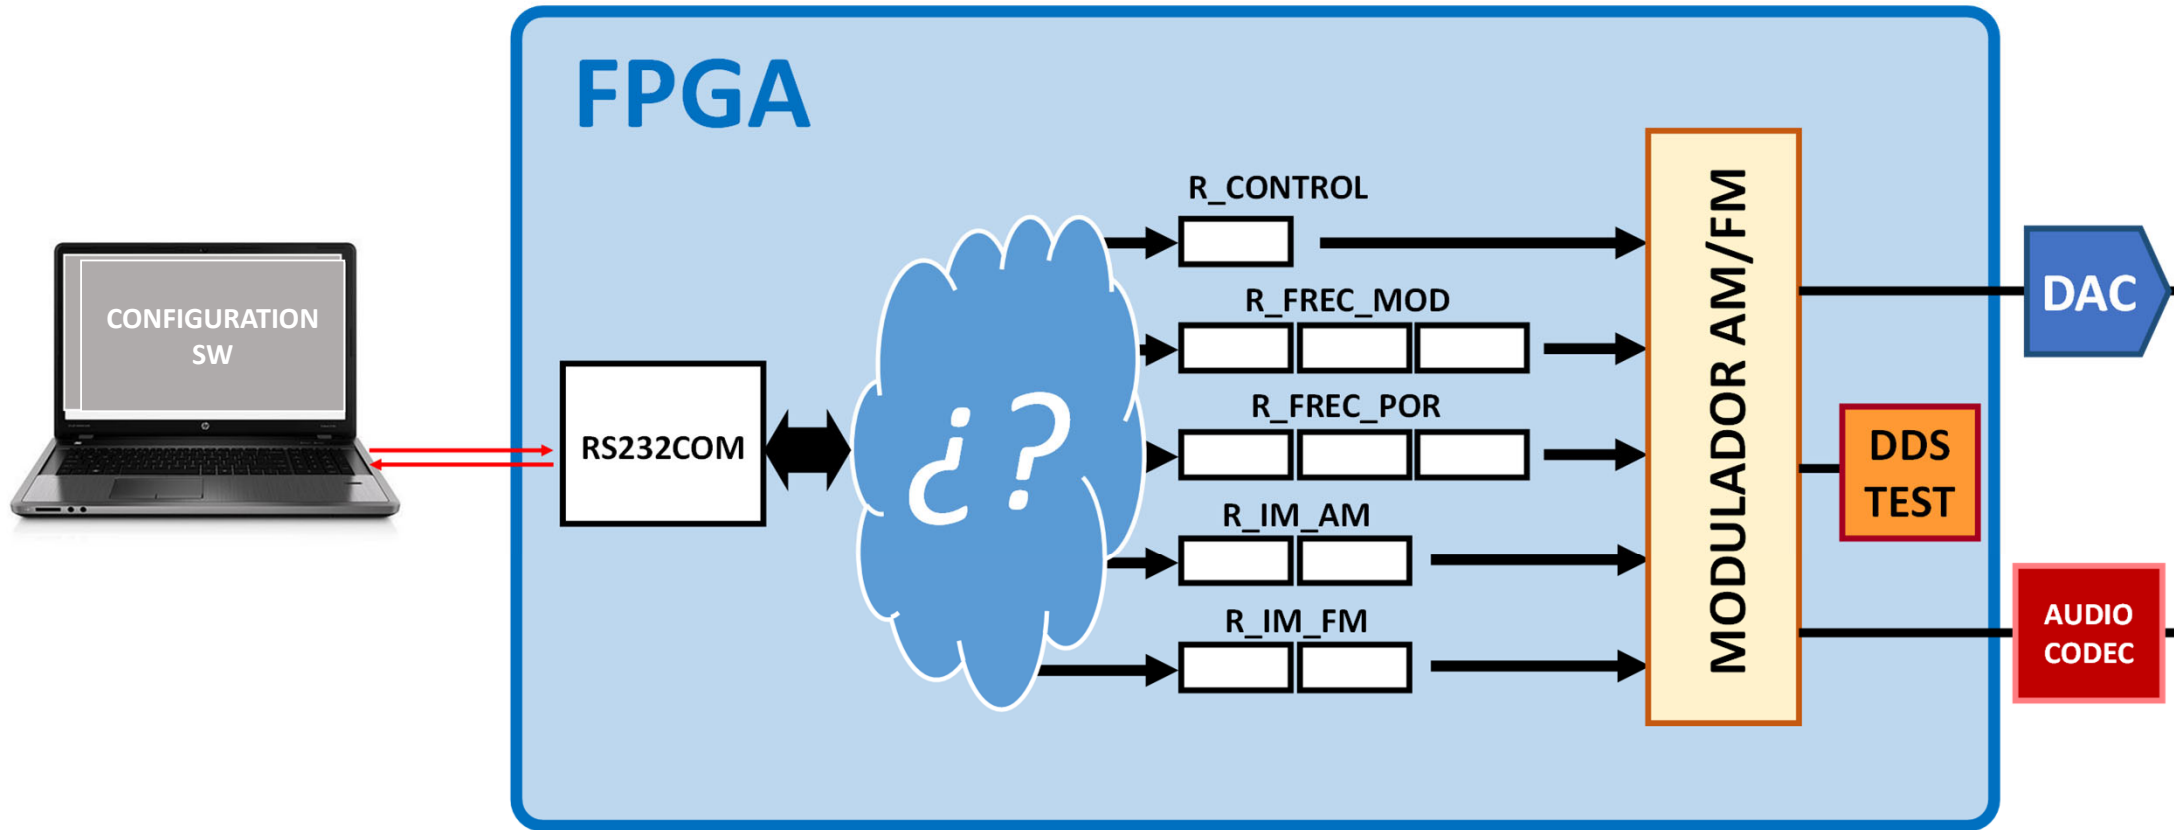 FPGA
CONFIGURATION
SW
RS232COM
¿?
R_CONTROL
R_FREC_MOD
R_FREC_POR
R_IM_AM
R_IM_FM
MODULADOR AM/FM
DAC
DDS
TEST
AUDIO
CODEC